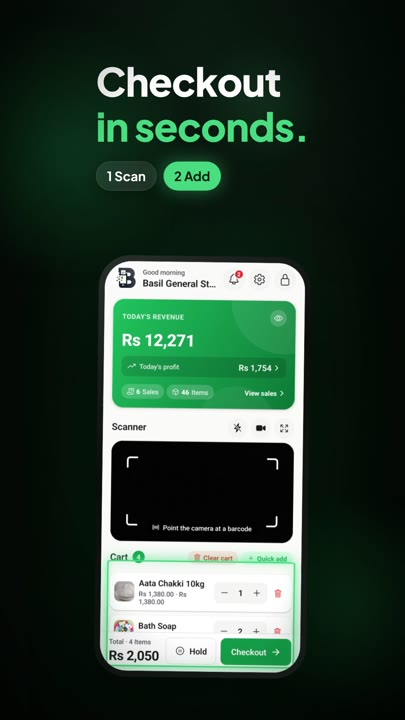 Checkout
in seconds.
1 Scan
2 Add
Good morning
Basil General St...
2
TODAY'S REVENUE
Rs 12,271
Today's profit
Rs 1,754
6 Sales
46 Items
View sales
Scanner
Point the camera at a barcode
Cart 4
Clear cart
+ Quick add
Aata Chakki 10kg
Rs 1,380.00 · Rs
1,380.00
− 1 +
Bath Soap
− 2 +
Total · 4 Items
Rs 2,050
Hold
Checkout →